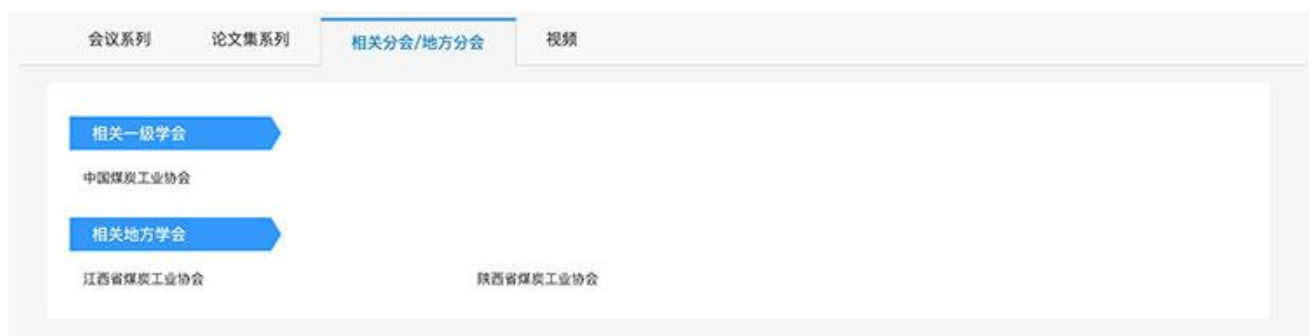 会议系列 论文集系列 相关分会/地方分会 视频
相关一级学会
中国煤炭工业协会
相关地方学会
江西省煤炭工业协会 陕西省煤炭工业协会